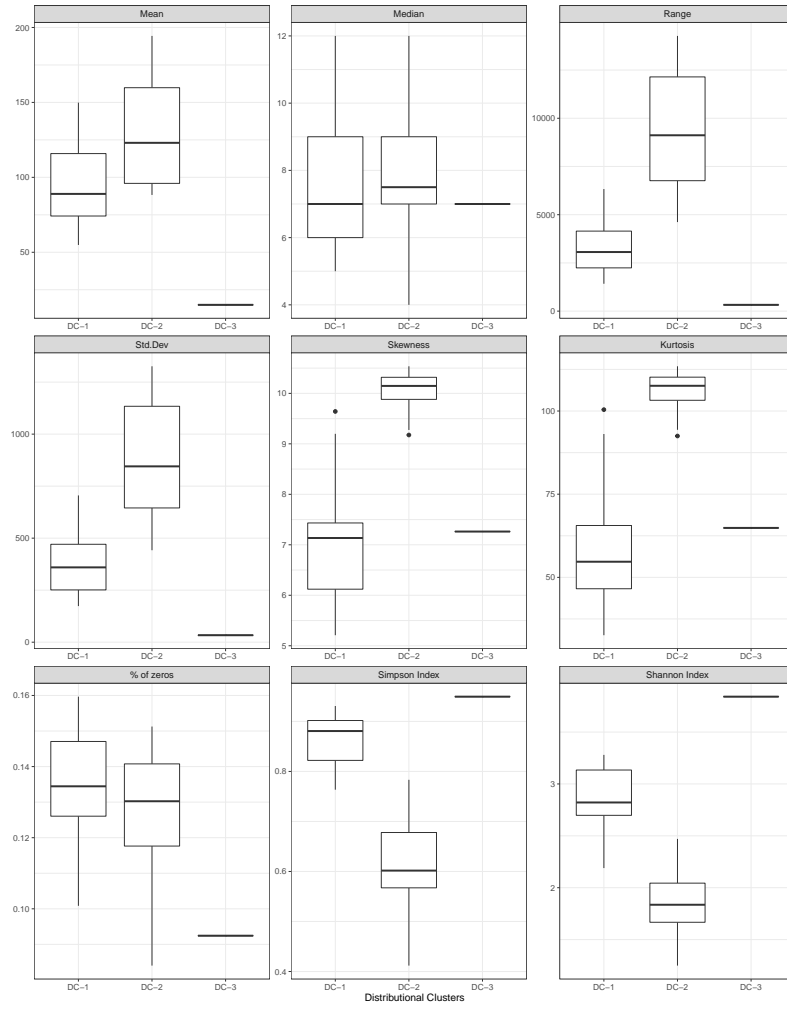 Mean
200
150
100
50
DC−1 DC−2 DC−3
Median
12
10
8
6
4
DC−1 DC−2 DC−3
Range
10000
5000
0
DC−1 DC−2 DC−3
Std.Dev
1000
500
0
DC−1 DC−2 DC−3
Skewness
10
9
8
7
6
5
DC−1 DC−2 DC−3
Kurtosis
100
75
50
DC−1 DC−2 DC−3
% of zeros
0.16
0.14
0.12
0.10
DC−1 DC−2 DC−3
Simpson Index
0.8
0.6
0.4
DC−1 DC−2 DC−3
Shannon Index
3
2
DC−1 DC−2 DC−3
Distributional Clusters